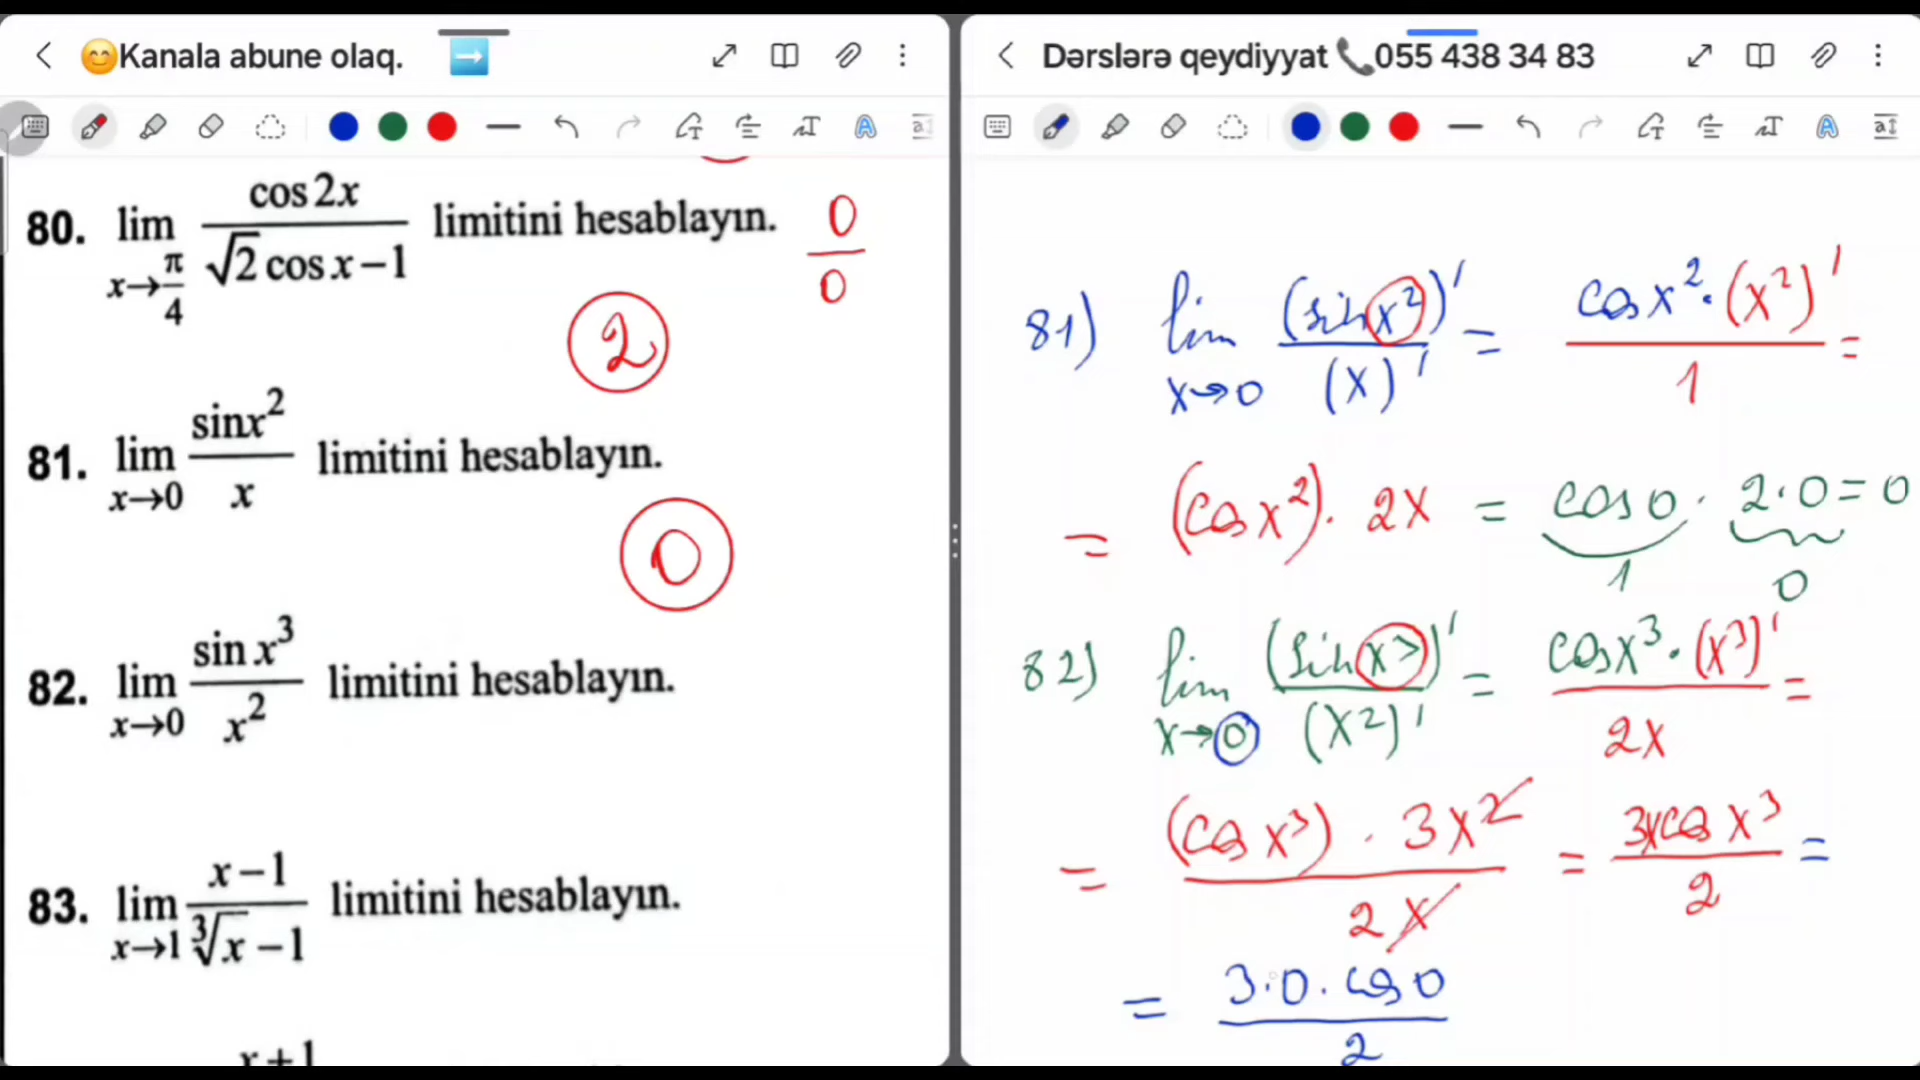 😊Kanala abune olaq. ➡️
80. lim x→π/4 cos2x / √2 cosx−1 limitini hesablayın. 0/0
2
81. lim x→0 sinx² / x limitini hesablayın.
0
82. lim x→0 sin x³ / x² limitini hesablayın.
83. lim x→1 x−1 / ∛x −1 limitini hesablayın.
x+1
Dərslərə qeydiyyat 📞055 438 34 83
81) lim x→0 (sin x²)' / (x)' = cos x² · (x²)' / 1 =
= (cos x²) · 2x = cos 0 · 2·0 = 0
1 0
82) lim x→0 (sin x³)' / (x²)' = cos x³ · (x³)' / 2x =
= (cos x³) · 3x² / 2x = 3x cos x³ / 2 =
= 3·0·cos 0 / 2